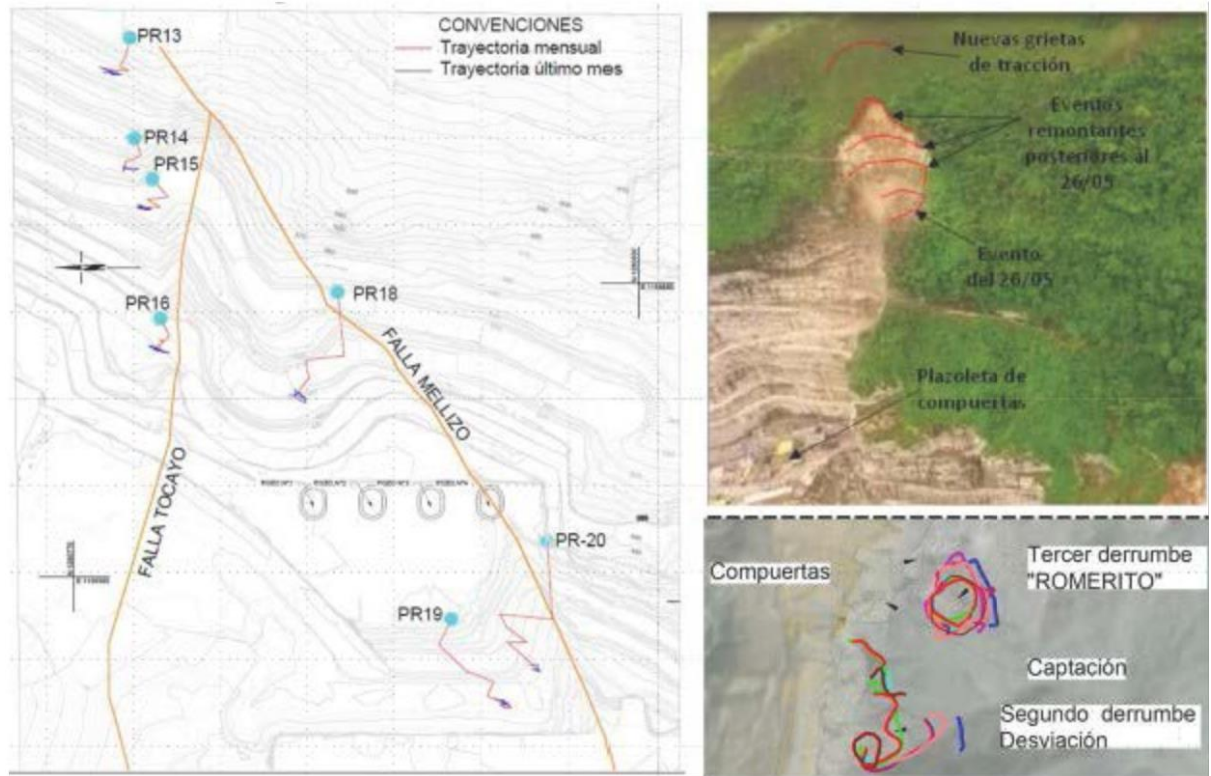 CONVENCIONES
Trayectoria mensual
Trayectoria último mes
PR13
PR14
PR15
PR16
PR18
FALLA MELLIZO
FALLA TOCAYO
PR-20
PR19
Nuevas grietas
de tracción
Eventos
remontantes
posteriores al
26/05
Evento
del 26/05
Plazoleta de
compuertas
Compuertas
Tercer derrumbe
"ROMERITO"
Captación
Segundo derrumbe
Desviación